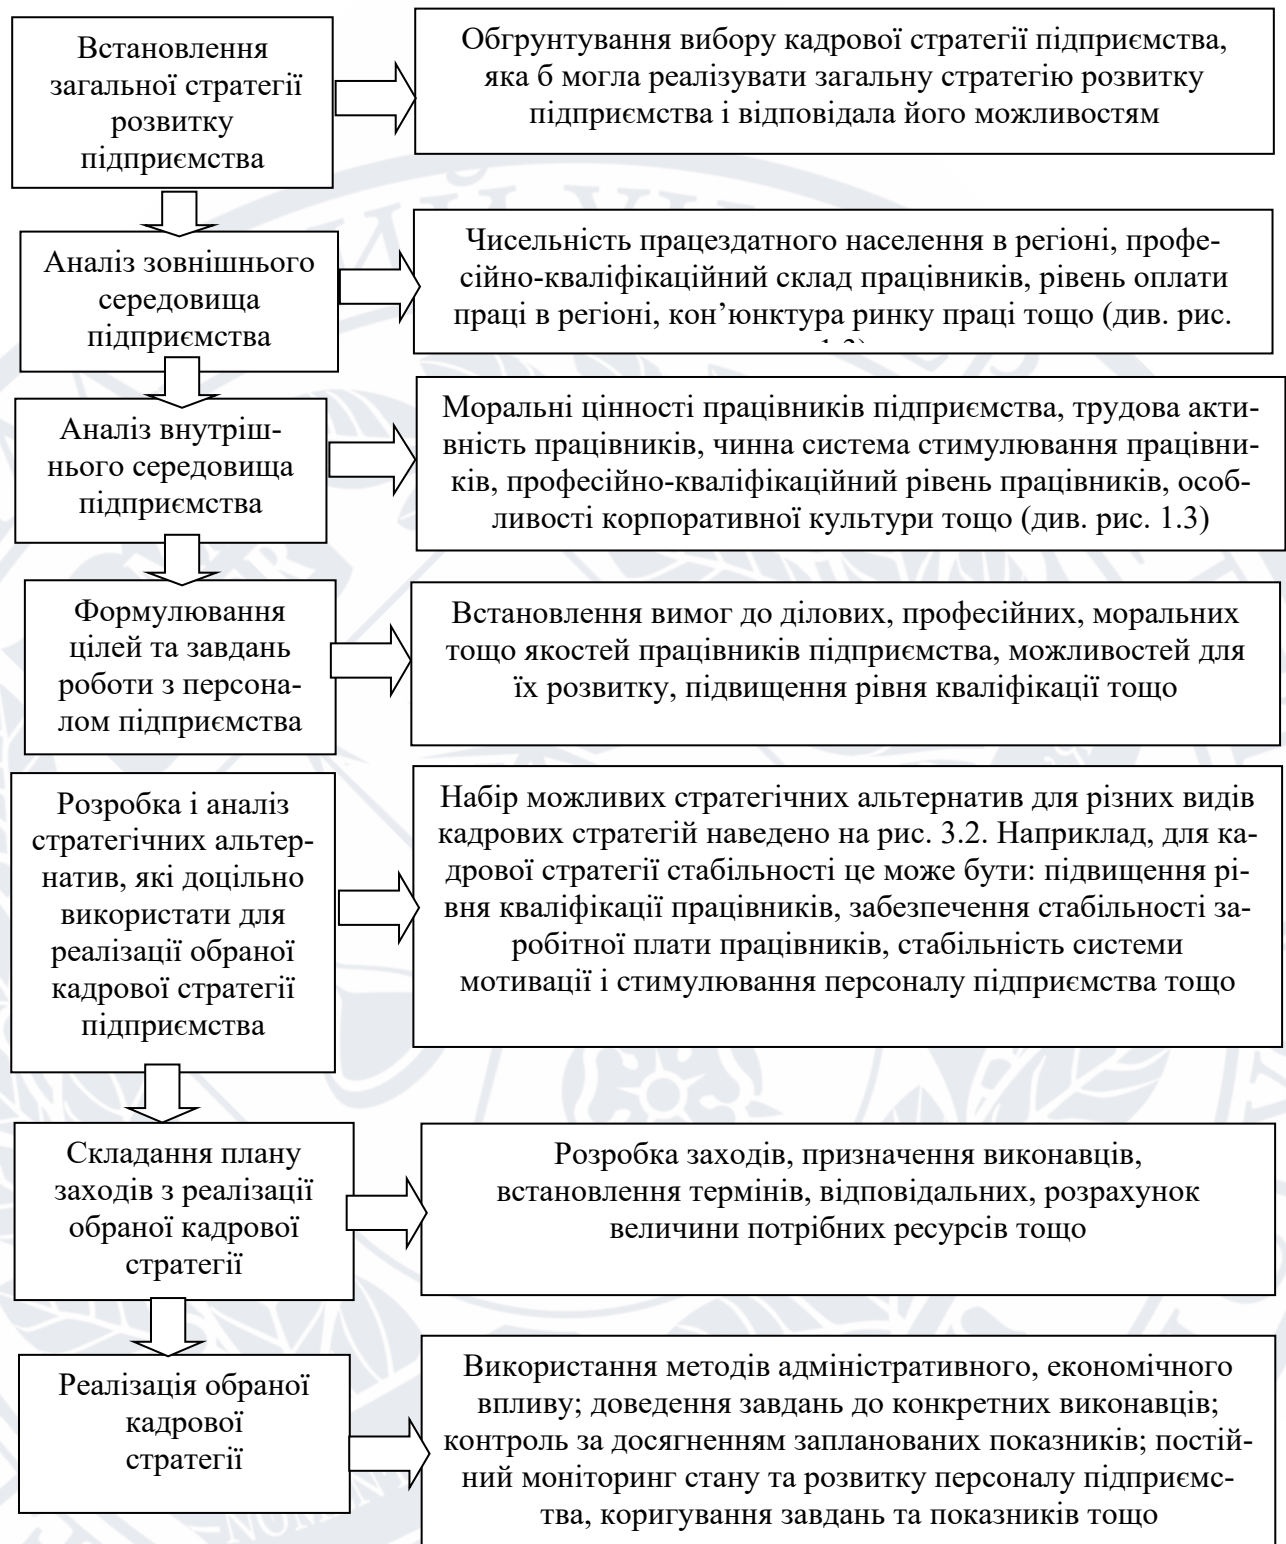 Встановлення
загальної стратегії
розвитку
підприємства
Обгрунтування вибору кадрової стратегії підприємства,
яка б могла реалізувати загальну стратегію розвитку
підприємства і відповідала його можливостям
Аналіз зовнішнього
середовища
підприємства
Чисельність працездатного населення в регіоні, профе-
сійно-кваліфікаційний склад працівників, рівень оплати
праці в регіоні, кон’юнктура ринку праці тощо (див. рис.
Аналіз внутріш-
нього середовища
підприємства
Моральні цінності працівників підприємства, трудова акти-
вність працівників, чинна система стимулювання працівни-
ків, професійно-кваліфікаційний рівень працівників, особ-
ливості корпоративної культури тощо (див. рис. 1.3)
Формулювання
цілей та завдань
роботи з персона-
лом підприємства
Встановлення вимог до ділових, професійних, моральних
тощо якостей працівників підприємства, можливостей для
їх розвитку, підвищення рівня кваліфікації тощо
Розробка і аналіз
стратегічних альтер-
натив, які доцільно
використати для
реалізації обраної
кадрової стратегії
підприємства
Набір можливих стратегічних альтернатив для різних видів
кадрових стратегій наведено на рис. 3.2. Наприклад, для ка-
дрової стратегії стабільності це може бути: підвищення рі-
вня кваліфікації працівників, забезпечення стабільності за-
робітної плати працівників, стабільність системи
мотивації і стимулювання персоналу підприємства тощо
Складання плану
заходів з реалізації
обраної кадрової
стратегії
Розробка заходів, призначення виконавців,
встановлення термінів, відповідальних, розрахунок
величини потрібних ресурсів тощо
Реалізація обраної
кадрової
стратегії
Використання методів адміністративного, економічного
впливу; доведення завдань до конкретних виконавців;
контроль за досягненням запланованих показників; постій-
ний моніторинг стану та розвитку персоналу підприємс-
тва, коригування завдань та показників тощо